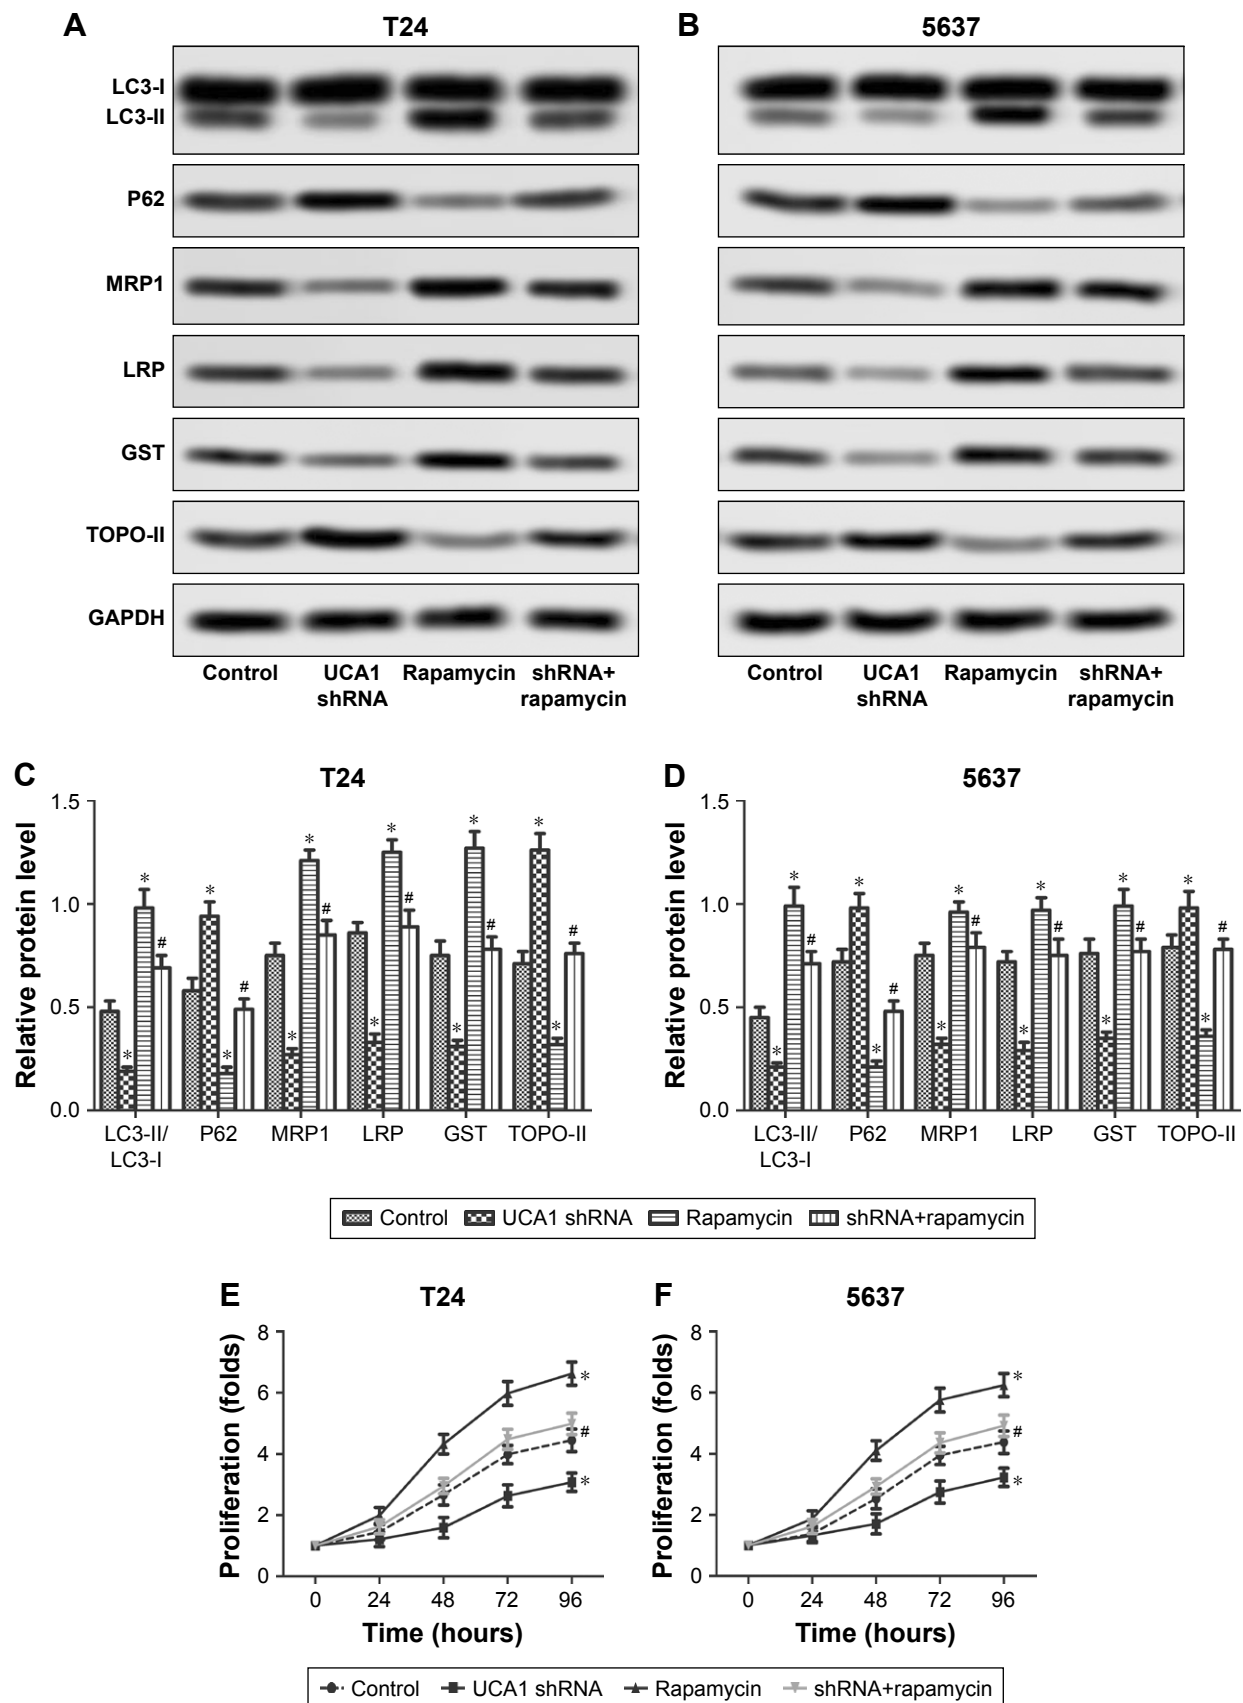 A T24 B 5637
LC3-I
LC3-II
P62
MRP1
LRP
GST
TOPO-II
GAPDH
Control UCA1 Rapamycin shRNA+ Control UCA1 Rapamycin shRNA+
shRNA rapamycin shRNA rapamycin
C T24 D 5637
Relative protein level
1.5
1.0
0.5
0.0
* * * * * * * * * * * *
# # # # # #
LC3-II/ P62 MRP1 LRP GST TOPO-II
LC3-I
Relative protein level
1.5
1.0
0.5
0.0
* * * * * * * * * * * *
# # # # # #
LC3-II/ P62 MRP1 LRP GST TOPO-II
LC3-I
Control UCA1 shRNA Rapamycin shRNA+rapamycin
E T24 F 5637
Proliferation (folds)
8
6
4
2
0
*
#
*
0 24 48 72 96
Time (hours)
Proliferation (folds)
8
6
4
2
0
*
#
*
0 24 48 72 96
Time (hours)
Control UCA1 shRNA Rapamycin shRNA+rapamycin